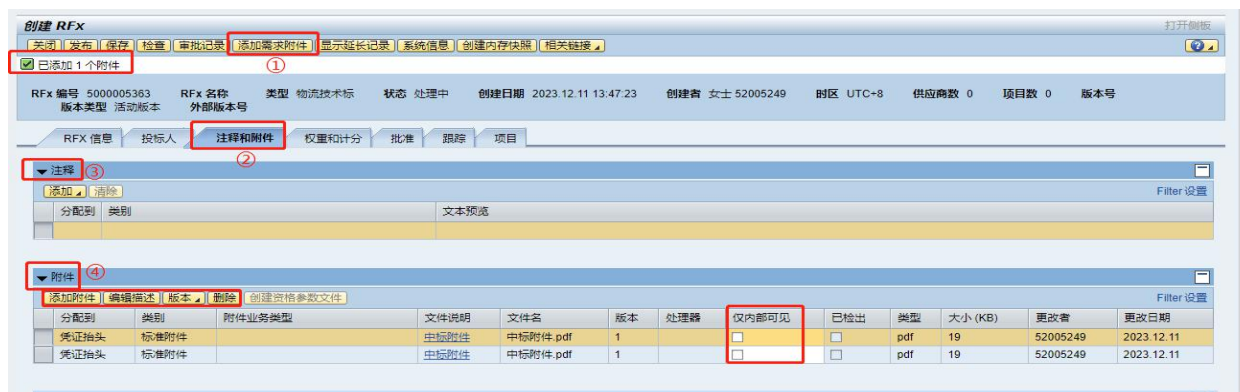 创建 RFx 打开侧板
关闭 发布 保存 检查 审批记录 添加需求附件 显示延长记录 系统信息 创建内存快照 相关链接
已添加 1 个附件 ①
RFx 编号 5000005363 RFx 名称 类型 物流技术标 状态 处理中 创建日期 2023.12.11 13:47:23 创建者 女士 52005249 时区 UTC+8 供应商数 0 项目数 0 版本号
版本类型 活动版本 外部版本号
RFX 信息 投标人 注释和附件 权重和计分 批准 跟踪 项目
②
注释 ③
添加 清除 Filter 设置
分配到 类别 文本预览
附件 ④
添加附件 编辑描述 版本 删除 创建资格参数文件 Filter 设置
分配到 类别 附件业务类型 文件说明 文件名 版本 处理器 仅内部可见 已检出 类型 大小 (KB) 更改者 更改日期
凭证抬头 标准附件 中标附件 中标附件.pdf 1 pdf 19 52005249 2023.12.11
凭证抬头 标准附件 中标附件 中标附件.pdf 1 pdf 19 52005249 2023.12.11